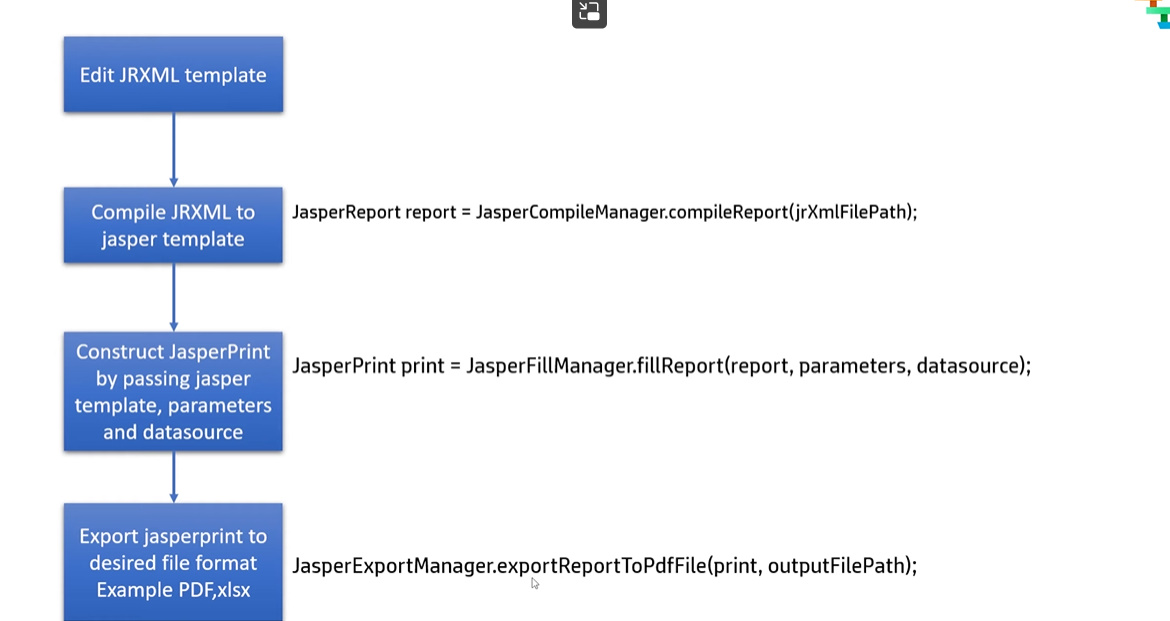 Edit JRXML template
Compile JRXML to
jasper template
JasperReport report = JasperCompileManager.compileReport(jrXmlFilePath);
Construct JasperPrint
by passing jasper
template, parameters
and datasource
JasperPrint print = JasperFillManager.fillReport(report, parameters, datasource);
Export jasperprint to
desired file format
Example PDF,xlsx
JasperExportManager.exportReportToPdfFile(print, outputFilePath);